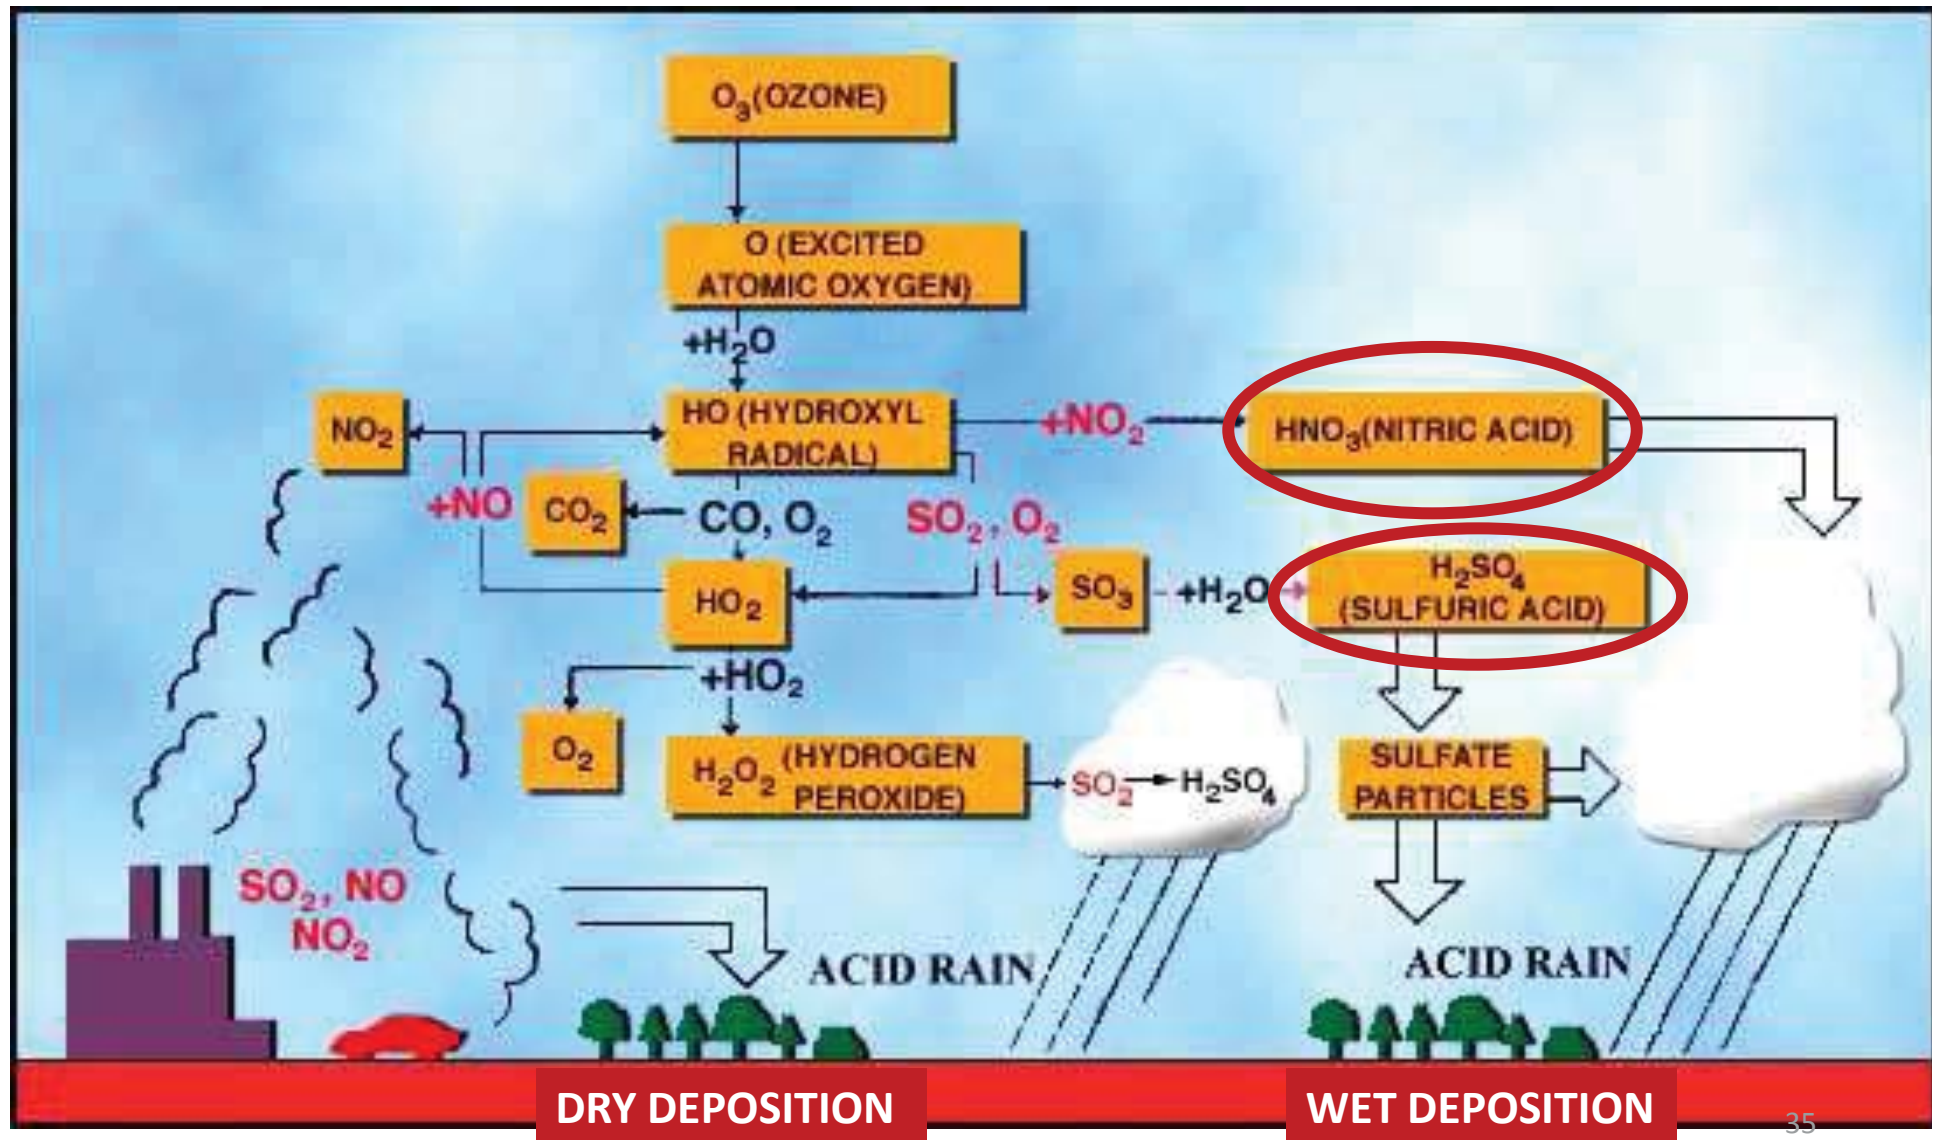 O₃(OZONE)
O (EXCITED
ATOMIC OXYGEN)
+H₂O
NO₂
HO (HYDROXYL
RADICAL)
+NO₂
HNO₃(NITRIC ACID)
+NO
CO₂
CO, O₂
SO₂, O₂
HO₂
SO₃
+H₂O
H₂SO₄
(SULFURIC ACID)
+HO₂
O₂
H₂O₂ (HYDROGEN
PEROXIDE)
SO₂
H₂SO₄
SULFATE
PARTICLES
SO₂, NO
NO₂
ACID RAIN
ACID RAIN
DRY DEPOSITION
WET DEPOSITION
35